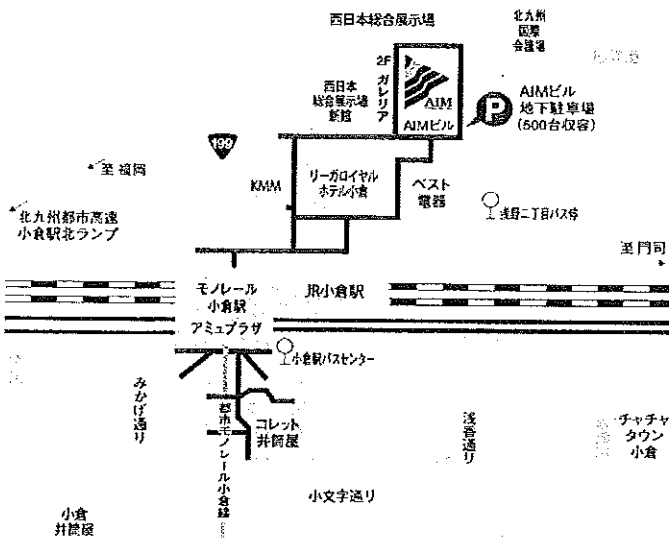 西日本総合展示場
北九州
国際
会議場
2F ガレリア
西日本
総合展示場
新館
AIM
AIMビル
P
AIMビル
地下駐車場
(500台収容)
199
至福岡
KMM
リーガロイヤル
ホテル小倉
ベスト
電器
浅野二丁目バス停
北九州都市高速
小倉駅北ランプ
至門司
モノレール
小倉駅
JR小倉駅
アミュプラザ
小倉駅バスセンター
みかげ通り
都市モノレール小倉線
コレット
井筒屋
浅香通り
チャチャ
タウン
小倉
小文字通り
小倉
井筒屋